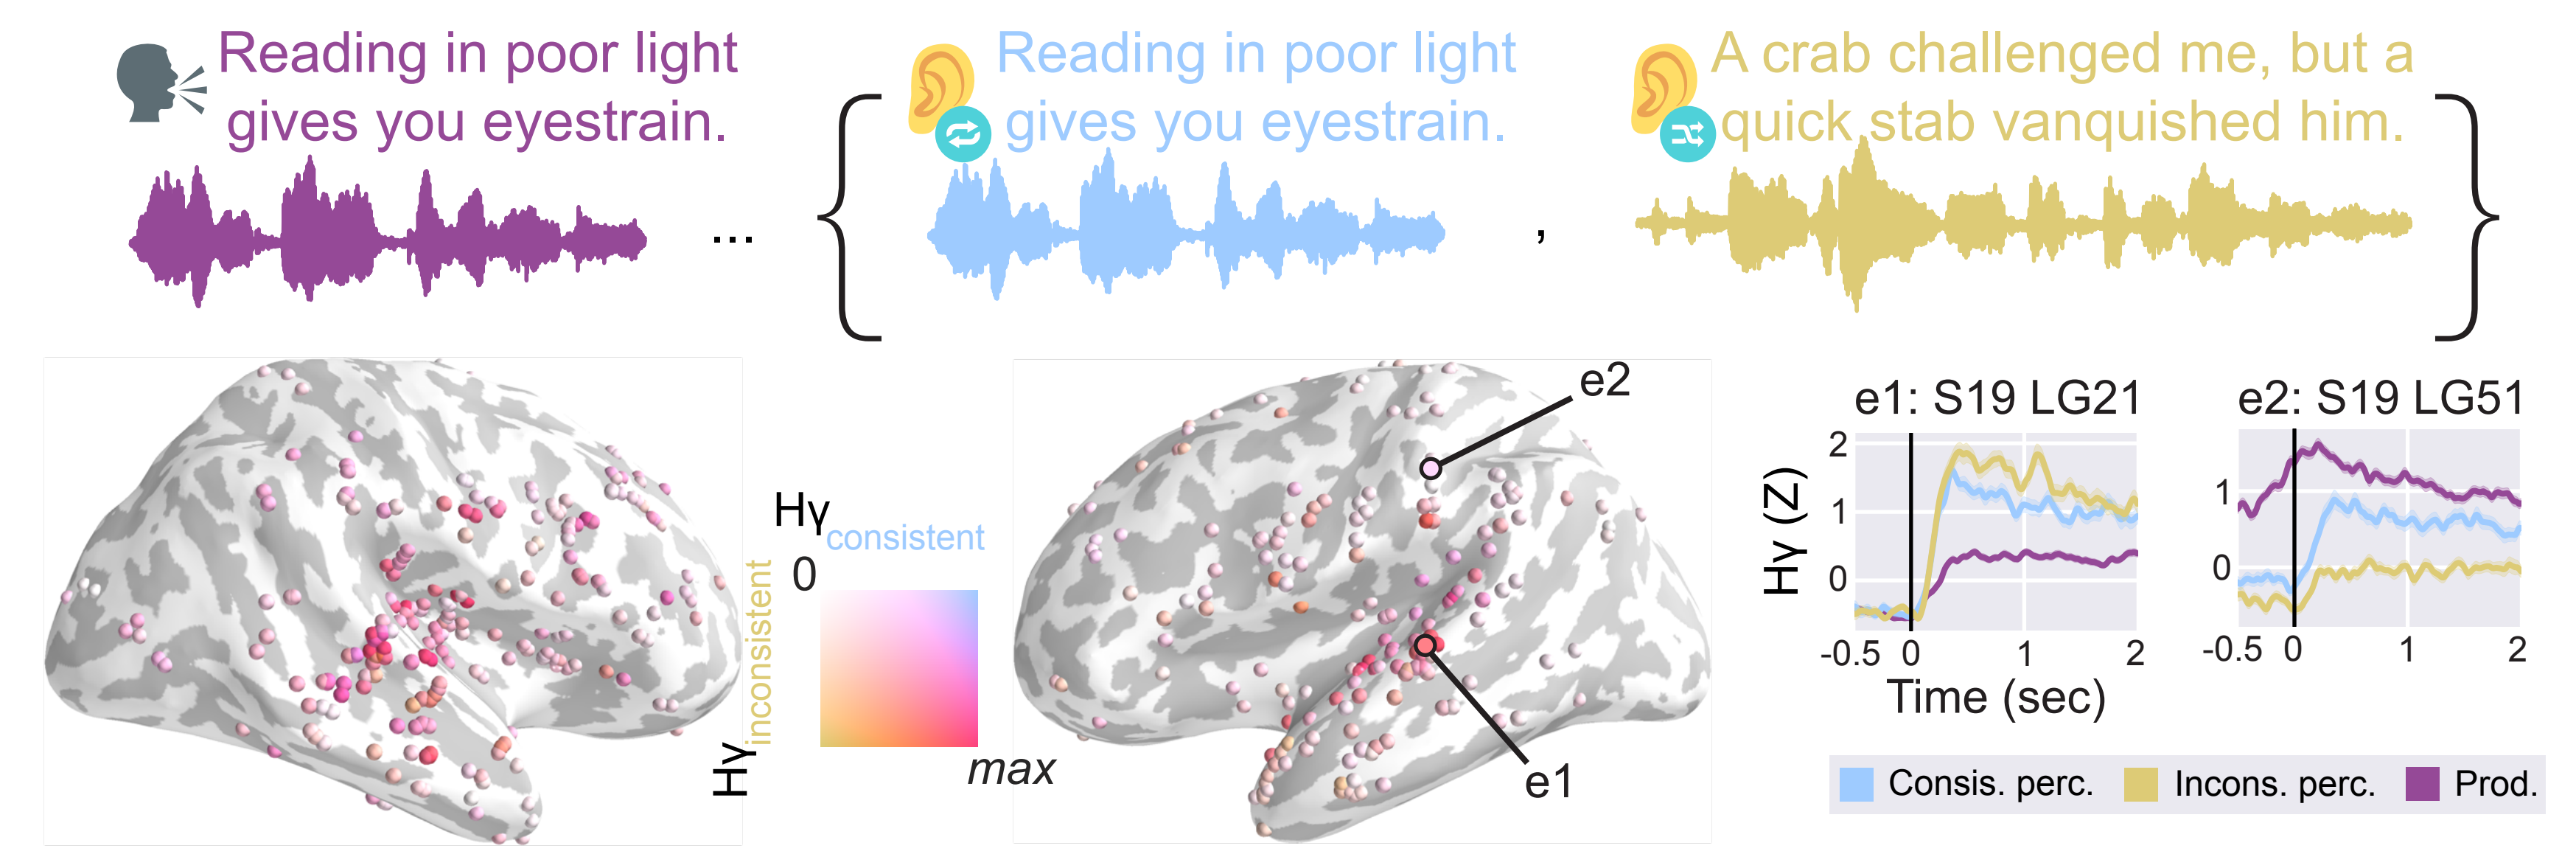 Reading in poor light
gives you eyestrain.
...
Reading in poor light
gives you eyestrain.
,
A crab challenged me, but a
quick stab vanquished him.
Hγconsistent
0
Hγinconsistent
max
e2
e1
e1: S19 LG21
Hγ (Z)
2
1
0
-0.5 0 1 2
Time (sec)
e2: S19 LG51
1
0
-0.5 0 1 2
Consis. perc. Incons. perc. Prod.